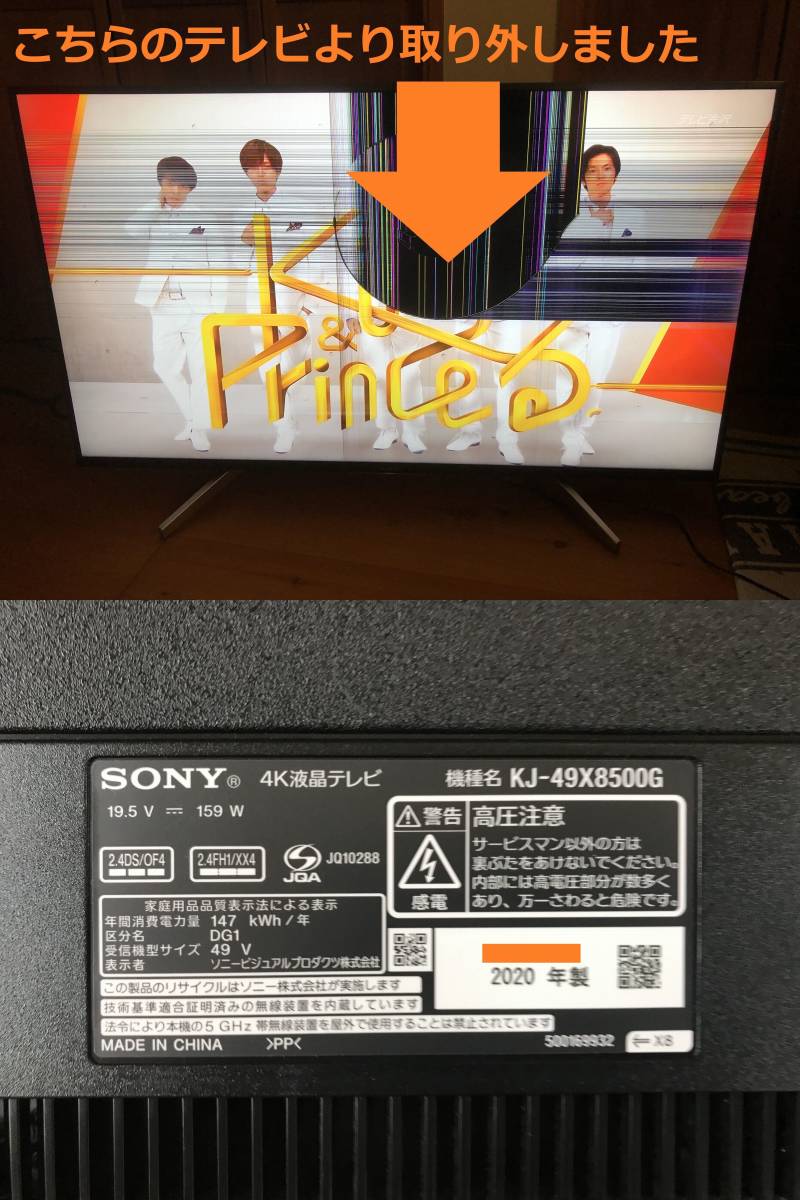 こちらのテレビより取り外しました
King
&
Princeる。
SONY® 4K液晶テレビ 機種名 KJ-49X8500G
19.5 V ⎓ 159 W
警告 高圧注意
サービスマン以外の方は
裏ぶたをあけないでください。
内部には高電圧部分が数多く
あり、万一さわると危険です。
感電
2.4DS/OF4
2.4FH1/XX4
JQA
JQ10288
家庭用品品質表示法による表示
年間消費電力量 147 kWh/年
区分名 DG1
受信機型サイズ 49 V
表示者 ソニービジュアルプロダクツ株式会社
2020 年製
この製品のリサイクルはソニー株式会社が実施します
技術基準適合証明済みの無線装置を内蔵しています
法令により本機の5 GHz 帯無線装置を屋外で使用することは禁止されています
MADE IN CHINA >PP< 500169932 ⇐ X8